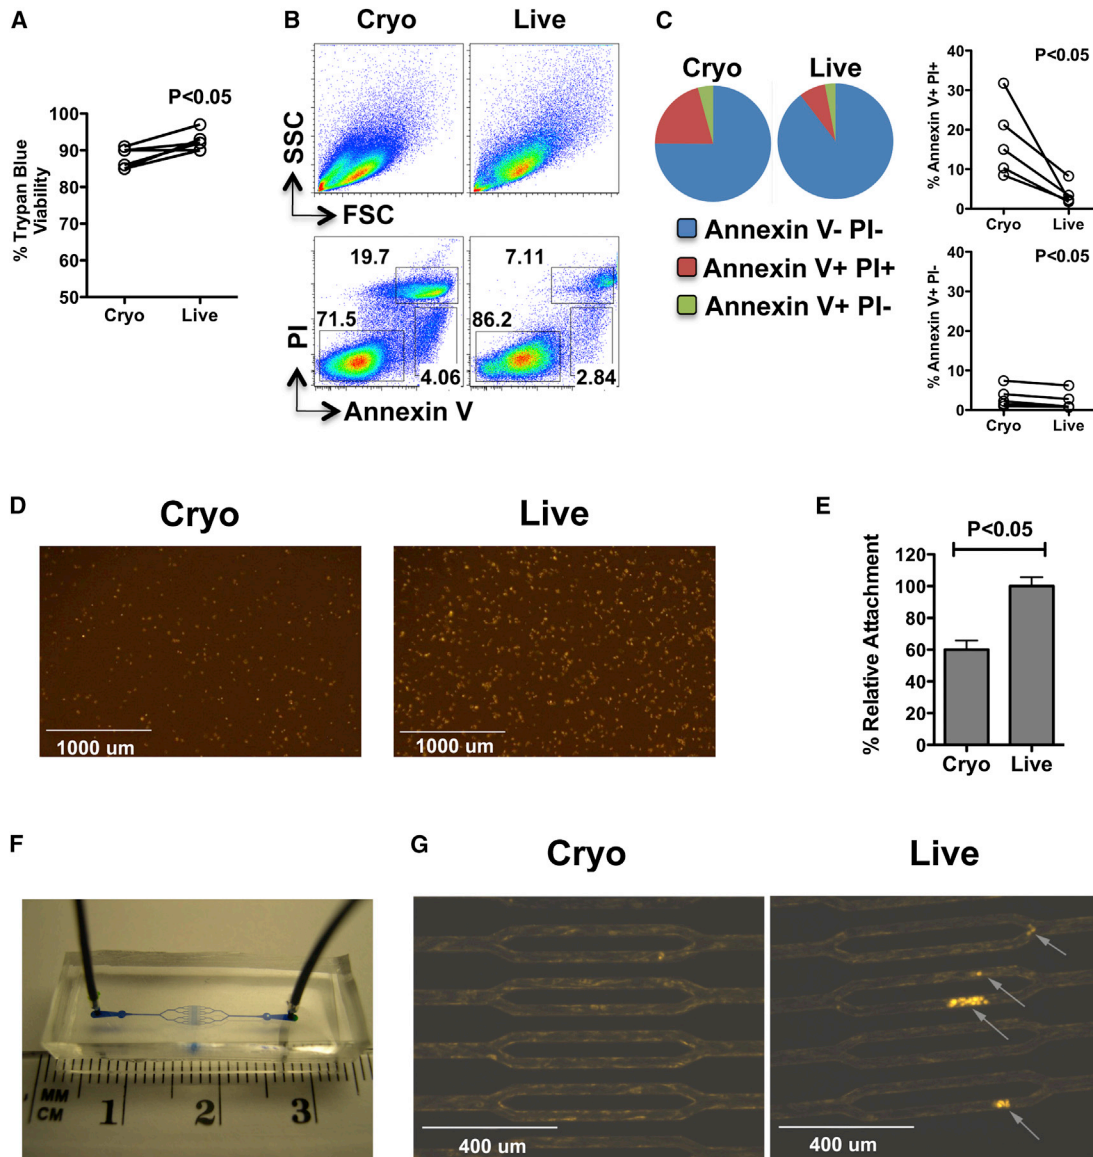 A
% Trypan Blue
Viability
100
90
80
70
60
50
P<0.05
Cryo
Live
B
Cryo
Live
SSC
FSC
19.7
7.11
71.5
86.2
4.06
2.84
PI
Annexin V
C
Cryo
Live
Annexin V- PI-
Annexin V+ PI+
Annexin V+ PI-
% Annexin V+ PI+
40
30
20
10
0
P<0.05
Cryo
Live
% Annexin V+ PI-
40
30
20
10
0
P<0.05
Cryo
Live
D
Cryo
Live
1000 um
1000 um
E
P<0.05
% Relative Attachment
120
100
80
60
40
20
0
Cryo
Live
F
MM
CM
1
2
3
G
Cryo
Live
400 um
400 um